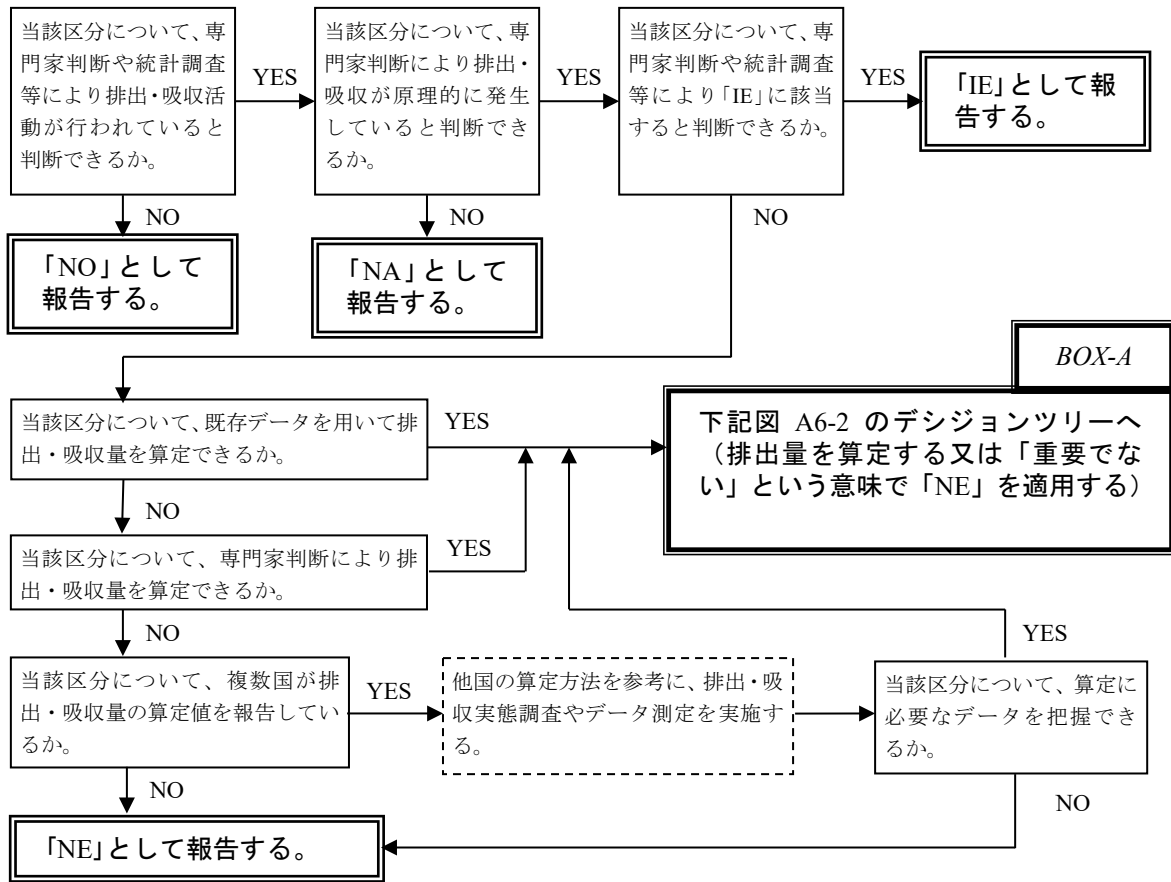 当該区分について、専
門家判断や統計調査
等により排出・吸収活
動が行われていると
判断できるか。
YES
当該区分について、専
門家判断により排出・
吸収が原理的に発生
していると判断でき
るか。
YES
当該区分について、専
門家判断や統計調査
等により「IE」に該当
すると判断できるか。
YES
「IE」として報
告する。
NO
NO
NO
「NO」として
報告する。
「NA」として
報告する。
BOX-A
下記図 A6-2 のデシジョンツリーへ
（排出量を算定する又は「重要でな
い」という意味で「NE」を適用する）
当該区分について、既存データを用いて排
出・吸収量を算定できるか。
YES
NO
当該区分について、専門家判断により排
出・吸収量を算定できるか。
YES
NO
YES
当該区分について、複数国が排
出・吸収量の算定値を報告してい
るか。
YES
他国の算定方法を参考に、排出・吸
収実態調査やデータ測定を実施す
る。
当該区分について、算定に
必要なデータを把握でき
るか。
NO
NO
「NE」として報告する。